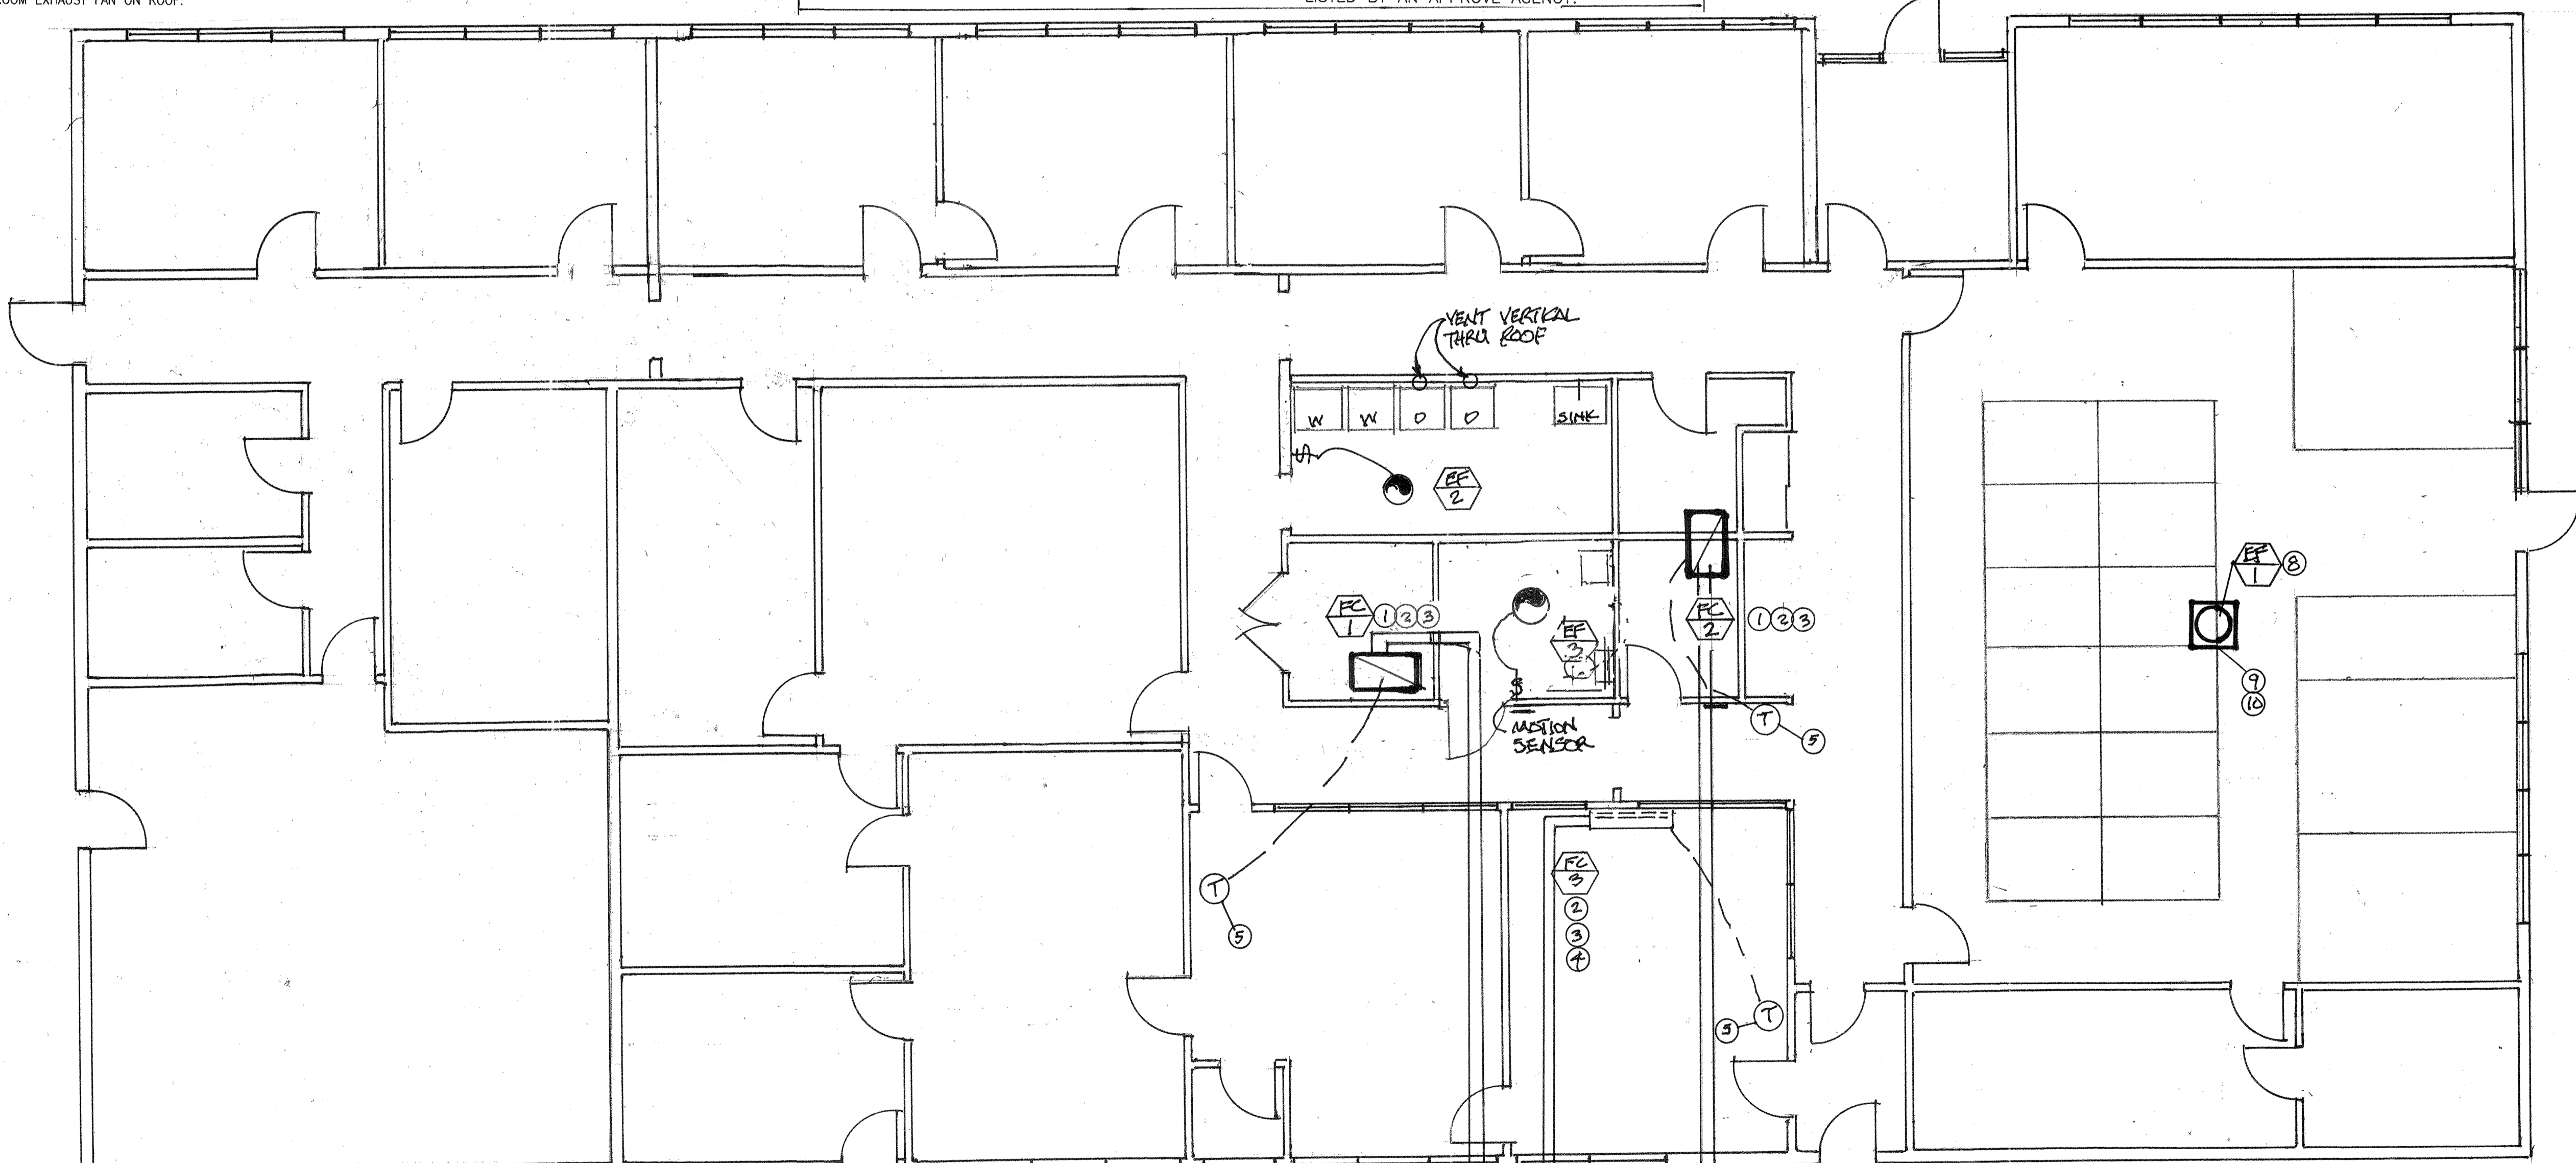 ROOM EXHAUST FAN ON ROOF.
LISTED BY AN APPROVE AGENCY.
VENT VERTICAL
THRU ROOF
W
W
D
D
SINK
$
EF
2
EF
1
8
FC
1
1
2
3
EF
3
FC
2
1
2
3
9
10
$
MOTION
SENSOR
T
5
FC
3
2
3
4
T
5
5
T